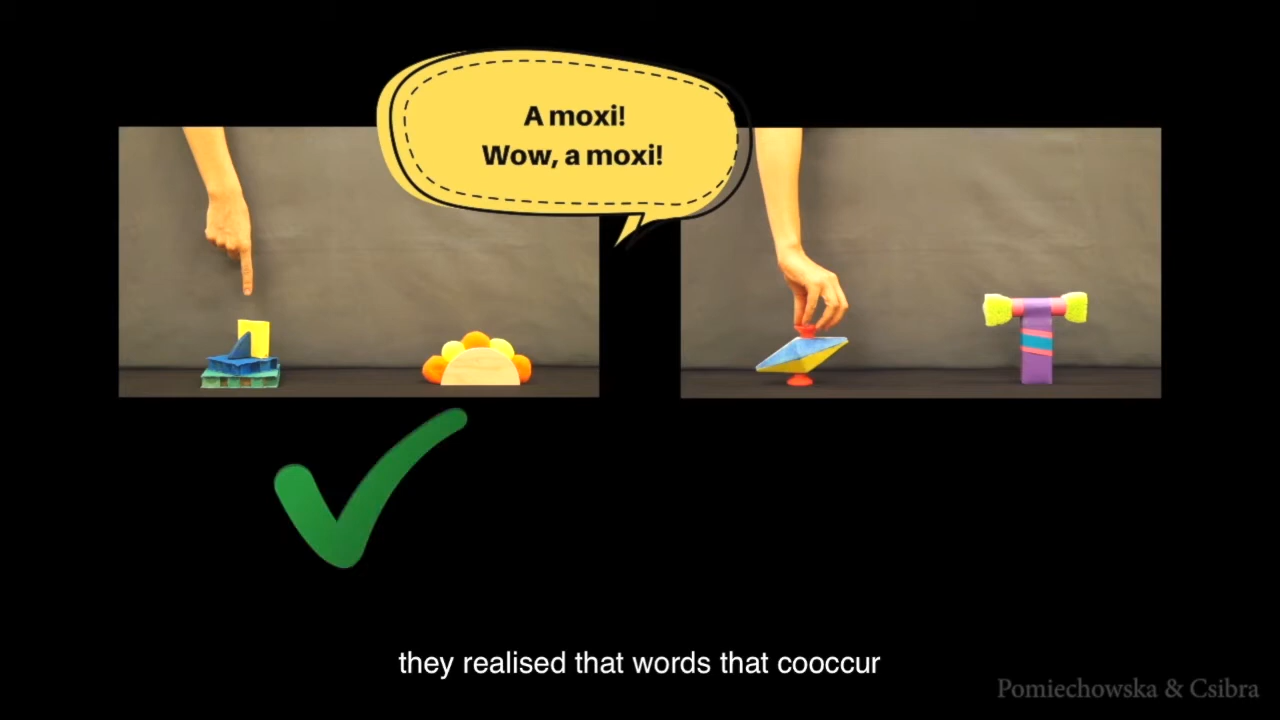 A moxi!
Wow, a moxi!
they realised that words that cooccur
Pomiechowska & Csibra